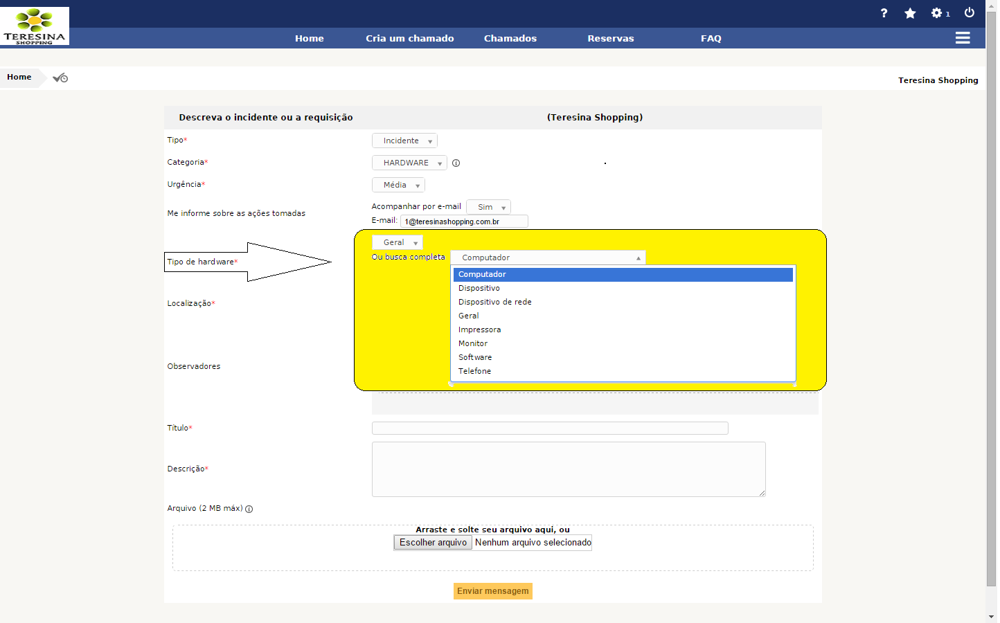 TERESINA
SHOPPING
? 1
Home Cria um chamado Chamados Reservas FAQ
Home
Teresina Shopping
Descreva o incidente ou a requisição (Teresina Shopping)
Tipo* Incidente
Categoria* HARDWARE
Urgência* Média
Me informe sobre as ações tomadas
Acompanhar por e-mail Sim
E-mail: 1@teresinashopping.com.br
Geral
Tipo de hardware*
Ou busca completa Computador
Computador
Dispositivo
Dispositivo de rede
Localização*
Geral
Impressora
Monitor
Software
Observadores
Telefone
Título*
Descrição*
Arquivo (2 MB máx)
Arraste e solte seu arquivo aqui, ou
Escolher arquivo Nenhum arquivo selecionado
Enviar mensagem